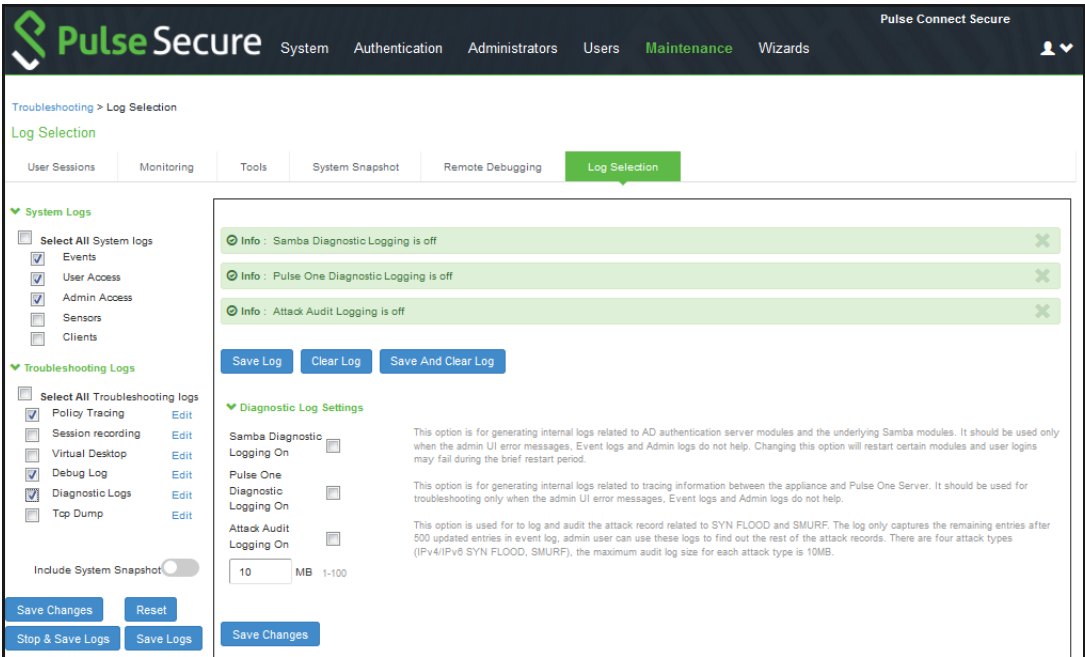 Pulse Connect Secure
Pulse Secure System Authentication Administrators Users Maintenance Wizards
Troubleshooting > Log Selection
Log Selection
User Sessions Monitoring Tools System Snapshot Remote Debugging Log Selection
System Logs
Select All System logs
Events
User Access
Admin Access
Sensors
Clients
Troubleshooting Logs
Select All Troubleshooting logs
Policy Tracing Edit
Session recording Edit
Virtual Desktop Edit
Debug Log Edit
Diagnostic Logs Edit
Tcp Dump Edit
Include System Snapshot
Save Changes Reset
Stop & Save Logs Save Logs
Info : Samba Diagnostic Logging is off
Info : Pulse One Diagnostic Logging is off
Info : Attack Audit Logging is off
Save Log Clear Log Save And Clear Log
Diagnostic Log Settings
Samba Diagnostic
Logging On
This option is for generating internal logs related to AD authentication server modules and the underlying Samba modules. It should be used only
when the admin UI error messages, Event logs and Admin logs do not help. Changing this option will restart certain modules and user logins
may fail during the brief restart period.
Pulse One
Diagnostic
Logging On
This option is for generating internal logs related to tracing information between the appliance and Pulse One Server. It should be used for
troubleshooting only when the admin UI error messages, Event logs and Admin logs do not help.
Attack Audit
Logging On
This option is used for to log and audit the attack record related to SYN FLOOD and SMURF. The log only captures the remaining entries after
500 updated entries in event log, admin user can use these logs to find out the rest of the attack records. There are four attack types
(IPv4/IPv6 SYN FLOOD, SMURF), the maximum audit log size for each attack type is 10MB.
10 MB 1-100
Save Changes